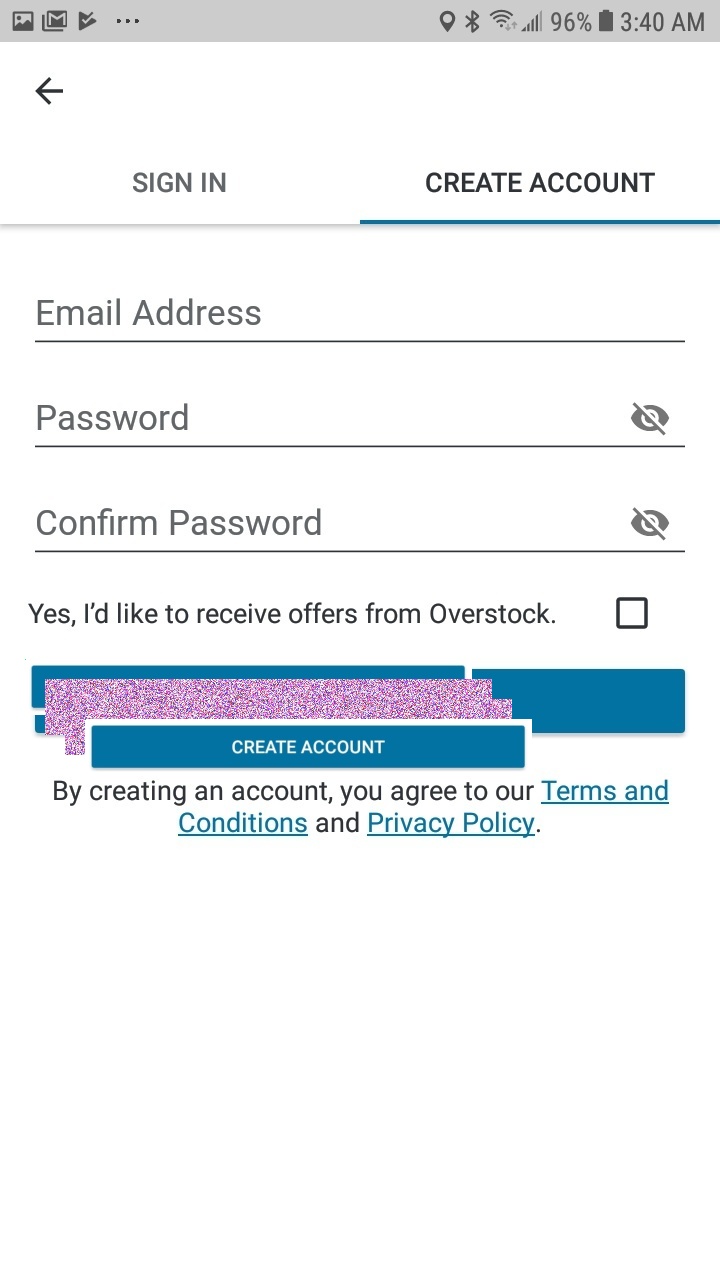 96% 3:40 AM
SIGN IN
CREATE ACCOUNT
Email Address
Password
Confirm Password
Yes, I’d like to receive offers from Overstock.
CREATE ACCOUNT
By creating an account, you agree to our Terms and
Conditions and Privacy Policy.